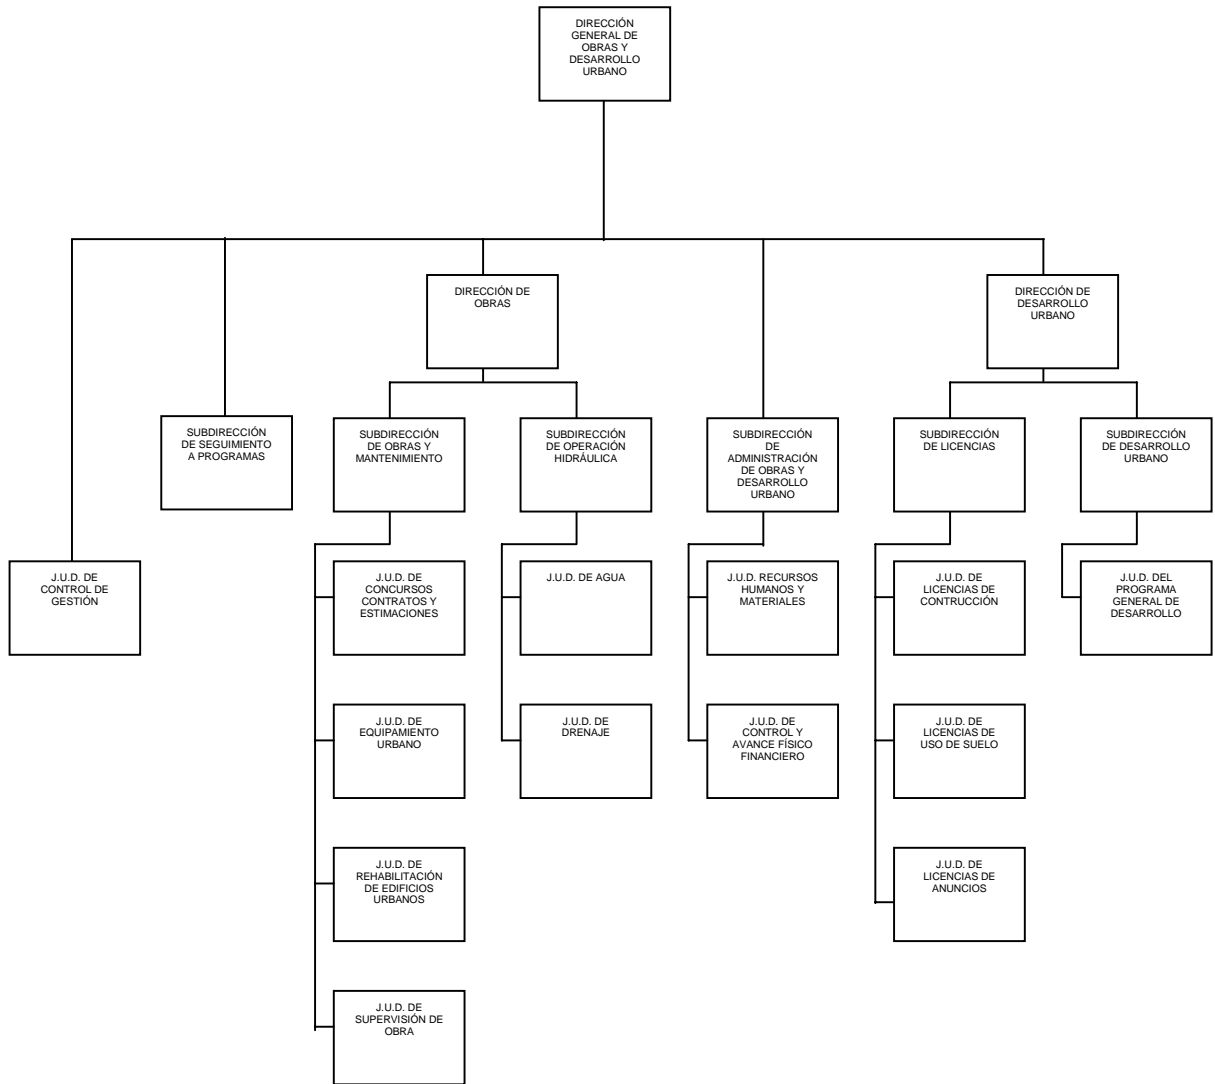 DIRECCIÓN
GENERAL DE
OBRAS Y
DESARROLLO
URBANO
DIRECCIÓN DE
OBRAS
DIRECCIÓN DE
DESARROLLO
URBANO
SUBDIRECCIÓN
DE SEGUIMIENTO
A PROGRAMAS
SUBDIRECCIÓN
DE OBRAS Y
MANTENIMIENTO
SUBDIRECCIÓN
DE OPERACIÓN
HIDRÁULICA
SUBDIRECCIÓN
DE
ADMINISTRACIÓN
DE OBRAS Y
DESARROLLO
URBANO
SUBDIRECCIÓN
DE LICENCIAS
SUBDIRECCIÓN
DE DESARROLLO
URBANO
J.U.D. DE
CONTROL DE
GESTIÓN
J.U.D. DE
CONCURSOS
CONTRATOS Y
ESTIMACIONES
J.U.D. DE AGUA
J.U.D. RECURSOS
HUMANOS Y
MATERIALES
J.U.D. DE
LICENCIAS DE
CONTRUCCIÓN
J.U.D. DEL
PROGRAMA
GENERAL DE
DESARROLLO
J.U.D. DE
EQUIPAMIENTO
URBANO
J.U.D. DE
DRENAJE
J.U.D. DE
CONTROL Y
AVANCE FÍSICO
FINANCIERO
J.U.D. DE
LICENCIAS DE
USO DE SUELO
J.U.D. DE
REHABILITACIÓN
DE EDIFICIOS
URBANOS
J.U.D. DE
LICENCIAS DE
ANUNCIOS
J.U.D. DE
SUPERVISIÓN DE
OBRA